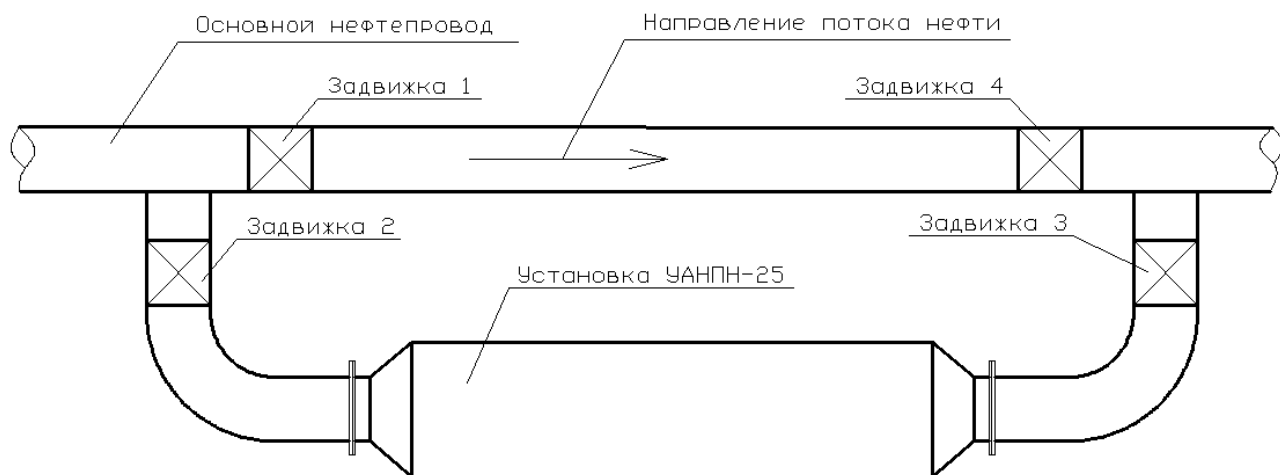 Основной нефтепровод
Направление потока нефти
Задвижка 1
Задвижка 4
Задвижка 2
Задвижка 3
Установка УАНПН-25